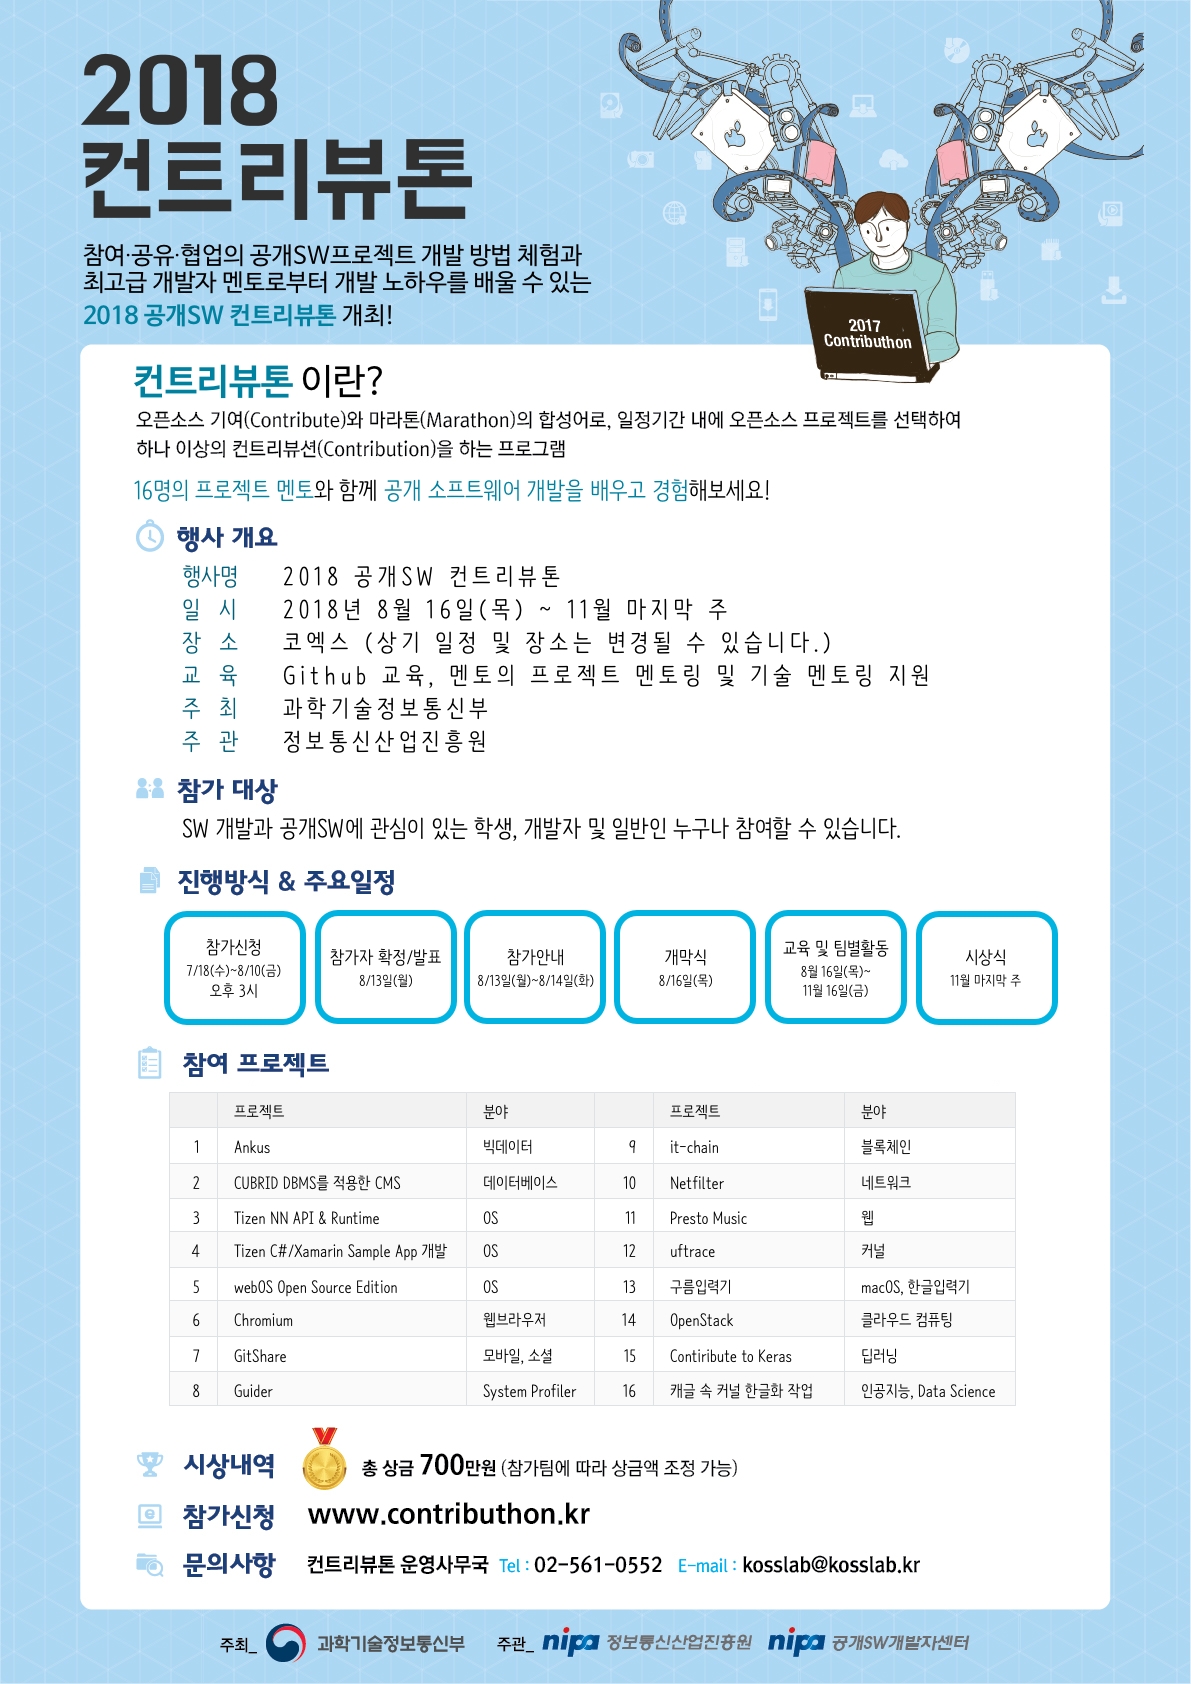 2018
컨트리뷰톤
참여·공유·협업의 공개SW프로젝트 개발 방법 체험과
최고급 개발자 멘토로부터 개발 노하우를 배울 수 있는
2018 공개SW 컨트리뷰톤 개최!
2017
Contributhon
컨트리뷰톤 이란?
오픈소스 기여(Contribute)와 마라톤(Marathon)의 합성어로, 일정기간 내에 오픈소스 프로젝트를 선택하여
하나 이상의 컨트리뷰션(Contribution)을 하는 프로그램
16명의 프로젝트 멘토와 함께 공개 소프트웨어 개발을 배우고 경험해보세요!
행사 개요
행사명 2018 공개SW 컨트리뷰톤
일 시 2018년 8월 16일(목) ~ 11월 마지막 주
장 소 코엑스 (상기 일정 및 장소는 변경될 수 있습니다.)
교 육 Github 교육, 멘토의 프로젝트 멘토링 및 기술 멘토링 지원
주 최 과학기술정보통신부
주 관 정보통신산업진흥원
참가 대상
SW 개발과 공개SW에 관심이 있는 학생, 개발자 및 일반인 누구나 참여할 수 있습니다.
진행방식 & 주요일정
참가신청
7/18(수)~8/10(금)
오후 3시
참가자 확정/발표
8/13일(월)
참가안내
8/13일(월)~8/14일(화)
개막식
8/16일(목)
교육 및 팀별활동
8월 16일(목)~
11월 16일(금)
시상식
11월 마지막 주
참여 프로젝트
프로젝트 분야 프로젝트 분야
1 Ankus 빅데이터 9 it-chain 블록체인
2 CUBRID DBMS를 적용한 CMS 데이터베이스 10 Netfilter 네트워크
3 Tizen NN API & Runtime OS 11 Presto Music 웹
4 Tizen C#/Xamarin Sample App 개발 OS 12 uftrace 커널
5 webOS Open Source Edition OS 13 구름입력기 macOS, 한글입력기
6 Chromium 웹브라우저 14 OpenStack 클라우드 컴퓨팅
7 GitShare 모바일, 소셜 15 Contiribute to Keras 딥러닝
8 Guider System Profiler 16 캐글 속 커널 한글화 작업 인공지능, Data Science
시상내역 총 상금 700만원 (참가팀에 따라 상금액 조정 가능)
참가신청 www.contributhon.kr
문의사항 컨트리뷰톤 운영사무국 Tel : 02-561-0552 E-mail : kosslab@kosslab.kr
주최_ 과학기술정보통신부 주관_ nipa 정보통신산업진흥원 nipa 공개SW개발자센터